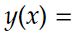 y(x) =